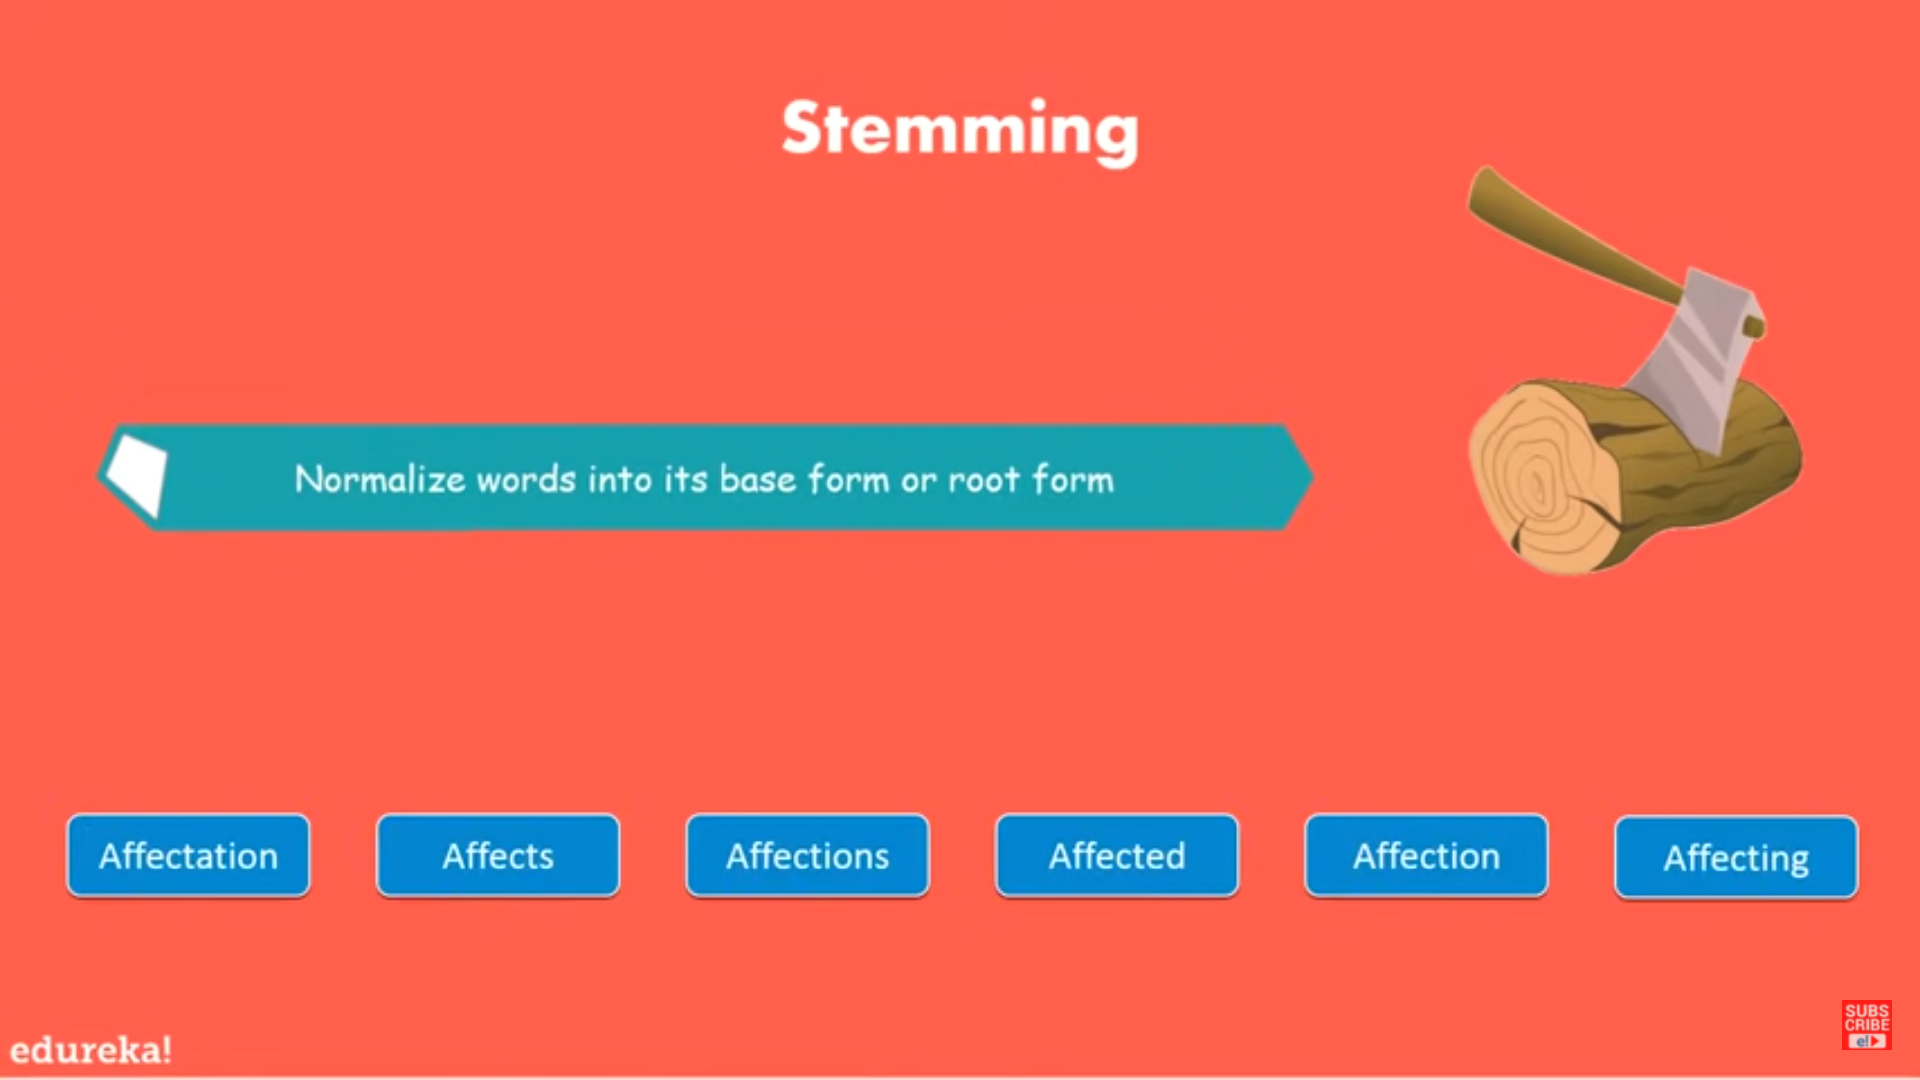 Stemming
Normalize words into its base form or root form
Affectation
Affects
Affections
Affected
Affection
Affecting
edureka!
SUBS
CRIBE
e!